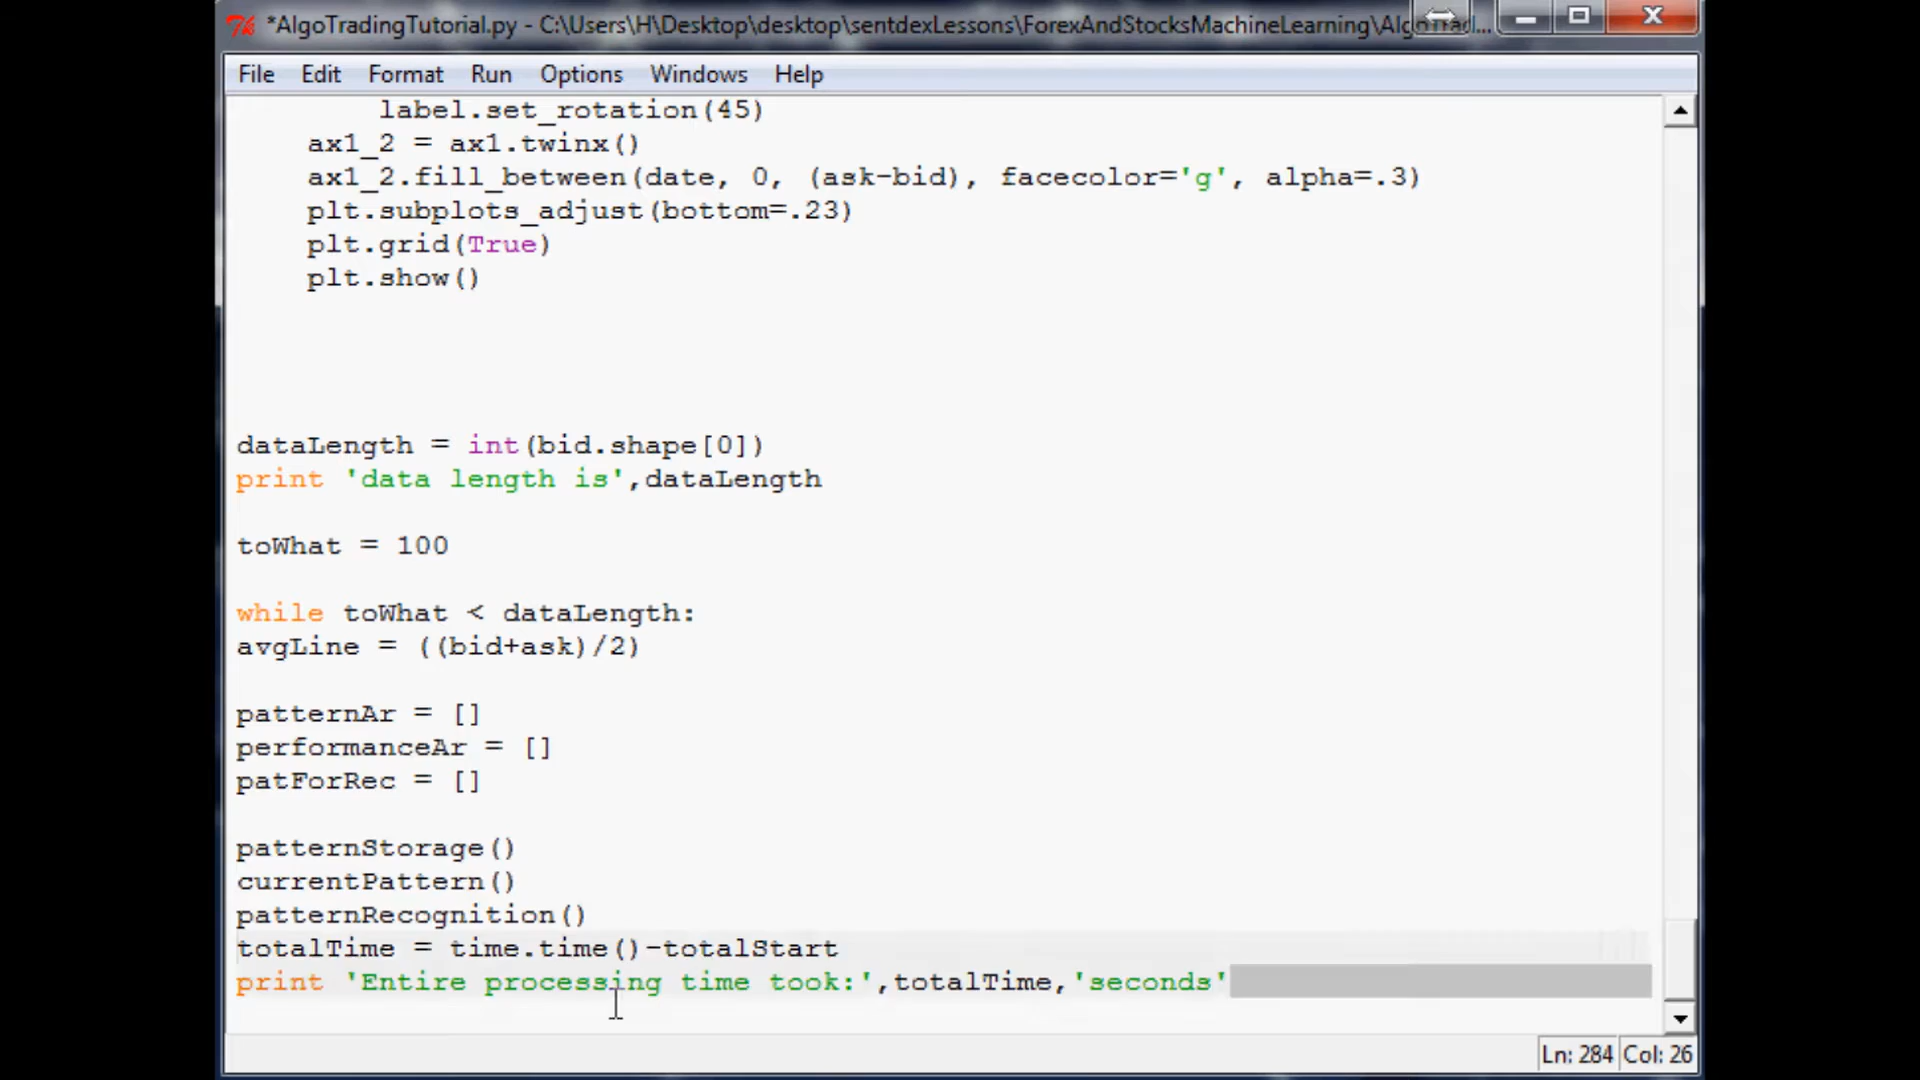 *AlgoTradingTutorial.py - C:\Users\H\Desktop\desktop\sentdexLessons\ForexAndStocksMachineLearning\AlgoTrad...
File Edit Format Run Options Windows Help
label.set_rotation(45)
ax1_2 = ax1.twinx()
ax1_2.fill_between(date, 0, (ask-bid), facecolor='g', alpha=.3)
plt.subplots_adjust(bottom=.23)
plt.grid(True)
plt.show()
dataLength = int(bid.shape[0])
print 'data length is',dataLength
toWhat = 100
while toWhat < dataLength:
avgLine = ((bid+ask)/2)
patternAr = []
performanceAr = []
patForRec = []
patternStorage()
currentPattern()
patternRecognition()
totalTime = time.time()-totalStart
print 'Entire processing time took:',totalTime,'seconds'
Ln: 284 Col: 26